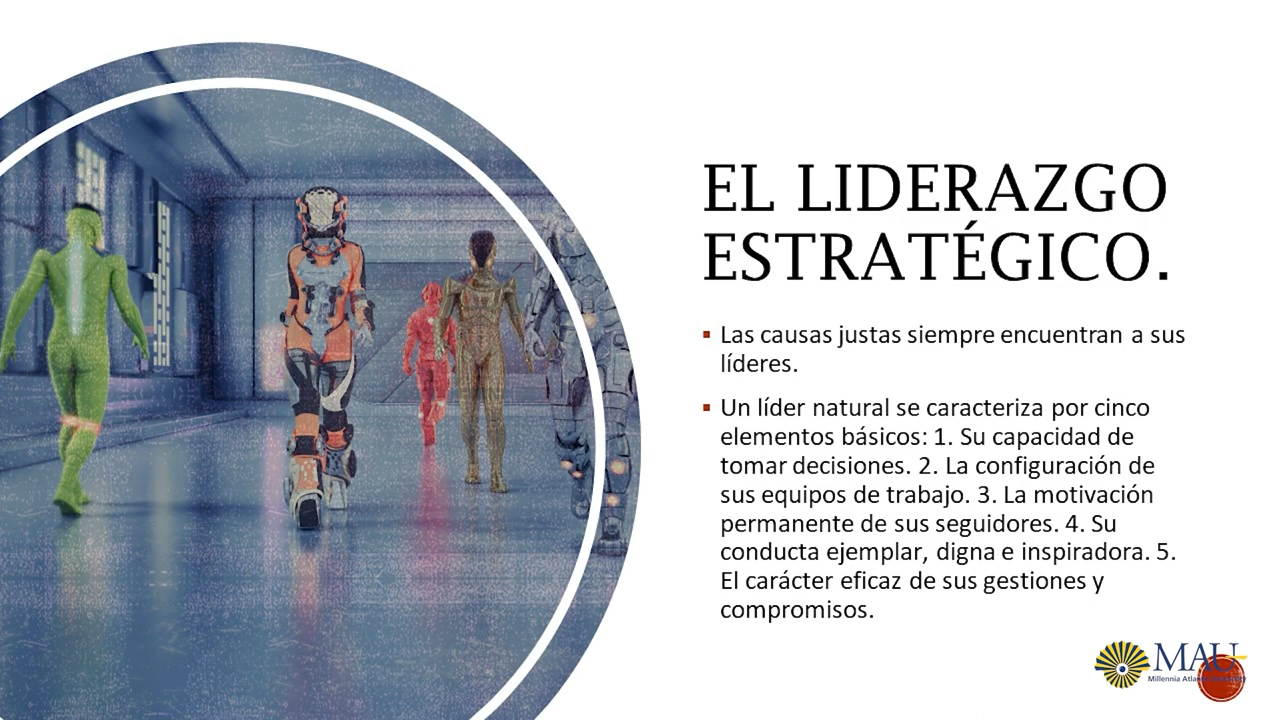 EL LIDERAZGO
ESTRATÉGICO.
Las causas justas siempre encuentran a sus
líderes.
Un líder natural se caracteriza por cinco
elementos básicos: 1. Su capacidad de
tomar decisiones. 2. La configuración de
sus equipos de trabajo. 3. La motivación
permanente de sus seguidores. 4. Su
conducta ejemplar, digna e inspiradora. 5.
El carácter eficaz de sus gestiones y
compromisos.
MAU
Millennia